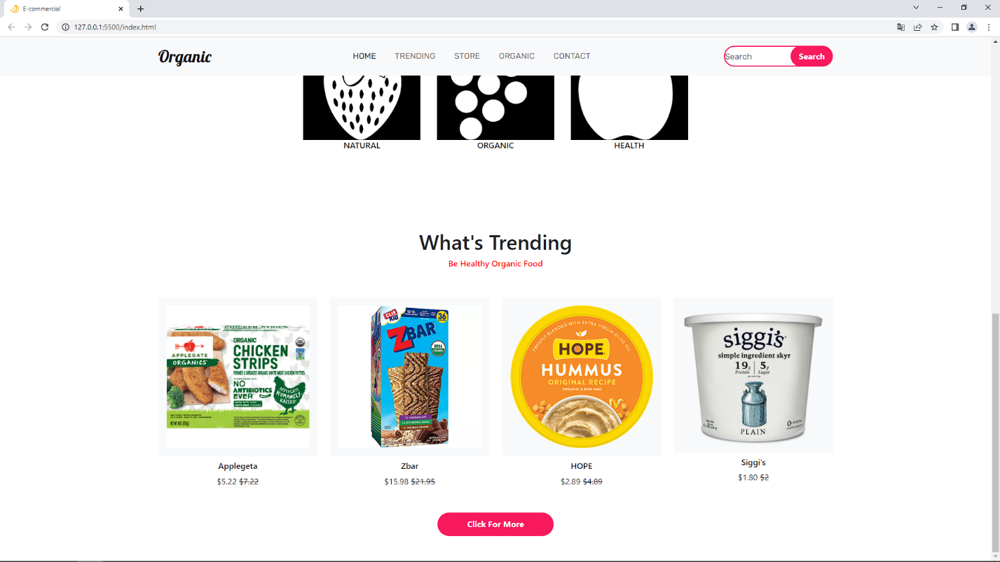 E-commercial
127.0.0.1:5500/index.html
Organic
HOME
TRENDING
STORE
ORGANIC
CONTACT
Search
Search
NATURAL
ORGANIC
HEALTH
What's Trending
Be Healthy Organic Food
CHICKEN STRIPS
APPLEGATE
ORGANICS
ORGANIC
CHICKEN
STRIPS
NO
ANTIBIOTICS
EVER
APPLEGATE
HUMANELY
RAISED
CLIF
KID
ZBAR
36
USDA
ORGANIC
FRESHLY BLENDED WITH EXTRA VIRGIN OLIVE OIL
HOPE
HUMMUS
ORIGINAL RECIPE
ORGANIC & NON GMO
siggi's
simple ingredient skyr
19g Protein
5g Sugar
PLAIN
Applegeta
$5.22 $7.22
Zbar
$15.98 $21.95
HOPE
$2.89 $4.89
Siggi's
$1.80 $2
Click For More